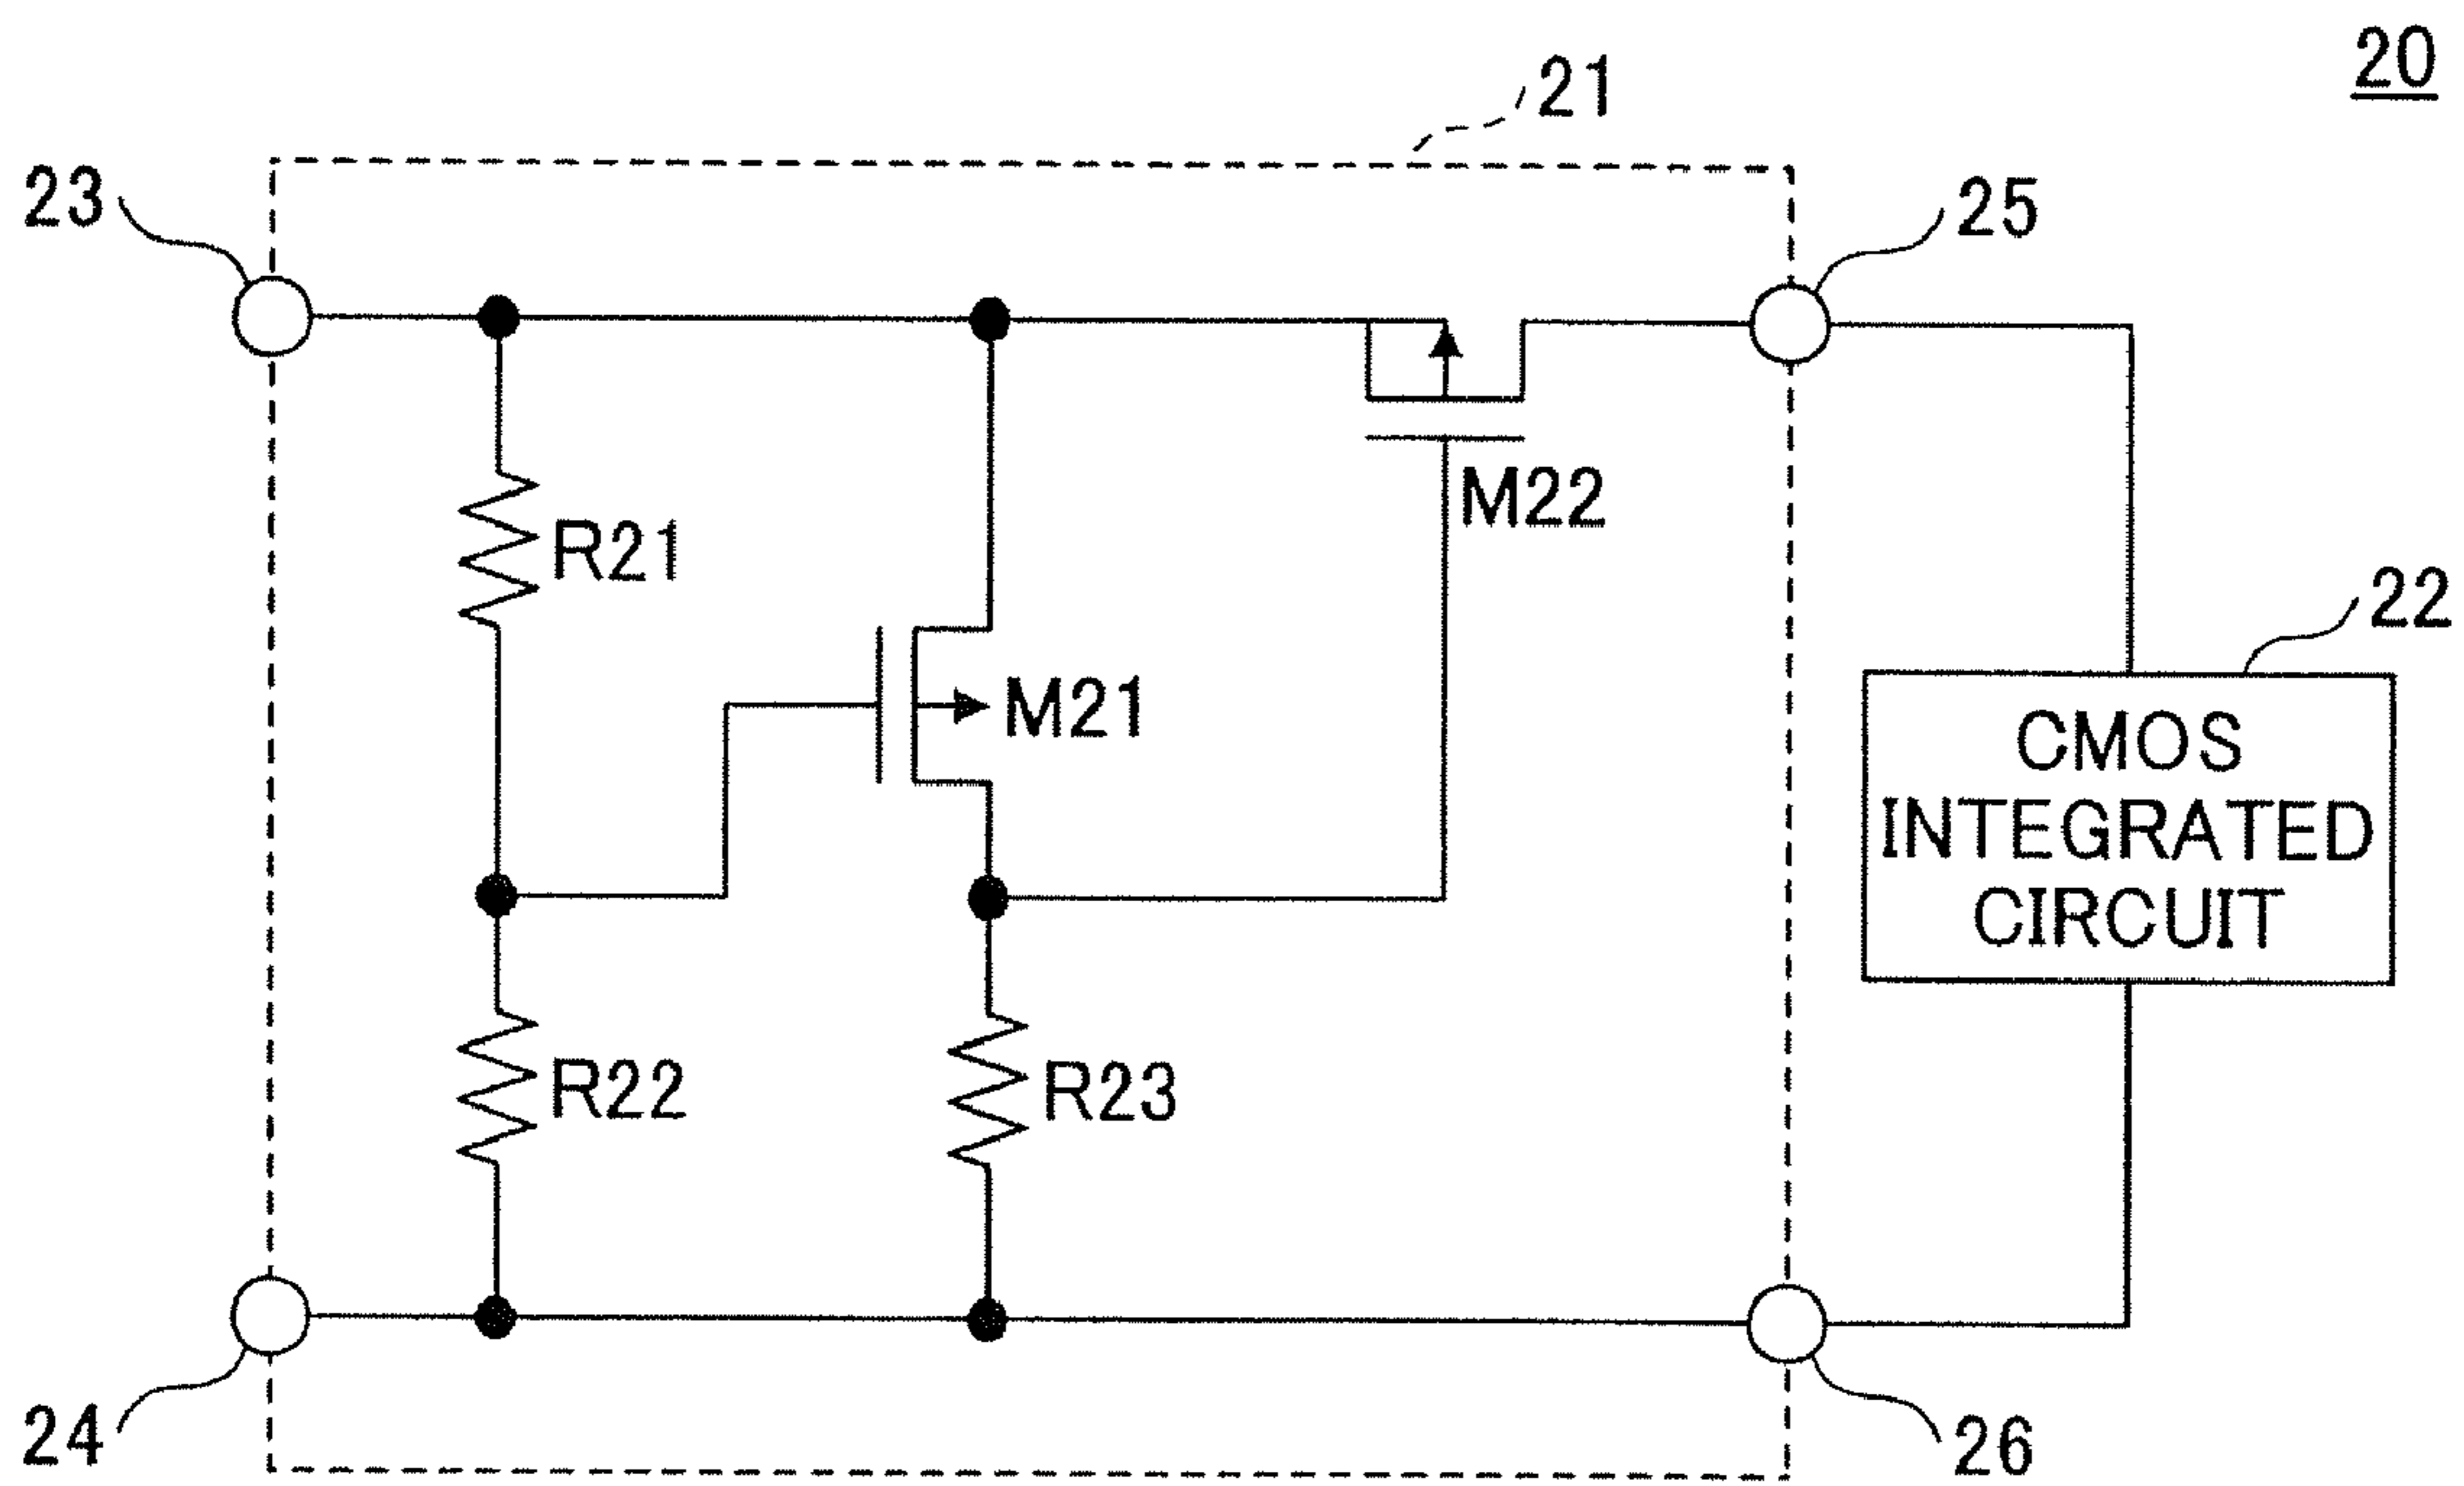 20
21
23
25
R21
M22
22
M21
CMOS
INTEGRATED
CIRCUIT
R22
R23
24
26